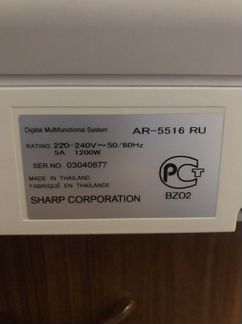 Digital Multifunctional System AR-5516 RU
RATING 220-240V~50/60Hz
5A 1200W
SER NO. 03040877
MADE IN THAILAND
FABRIQUÉ EN THAÏLANDE
SHARP CORPORATION
РСТ
BZ02